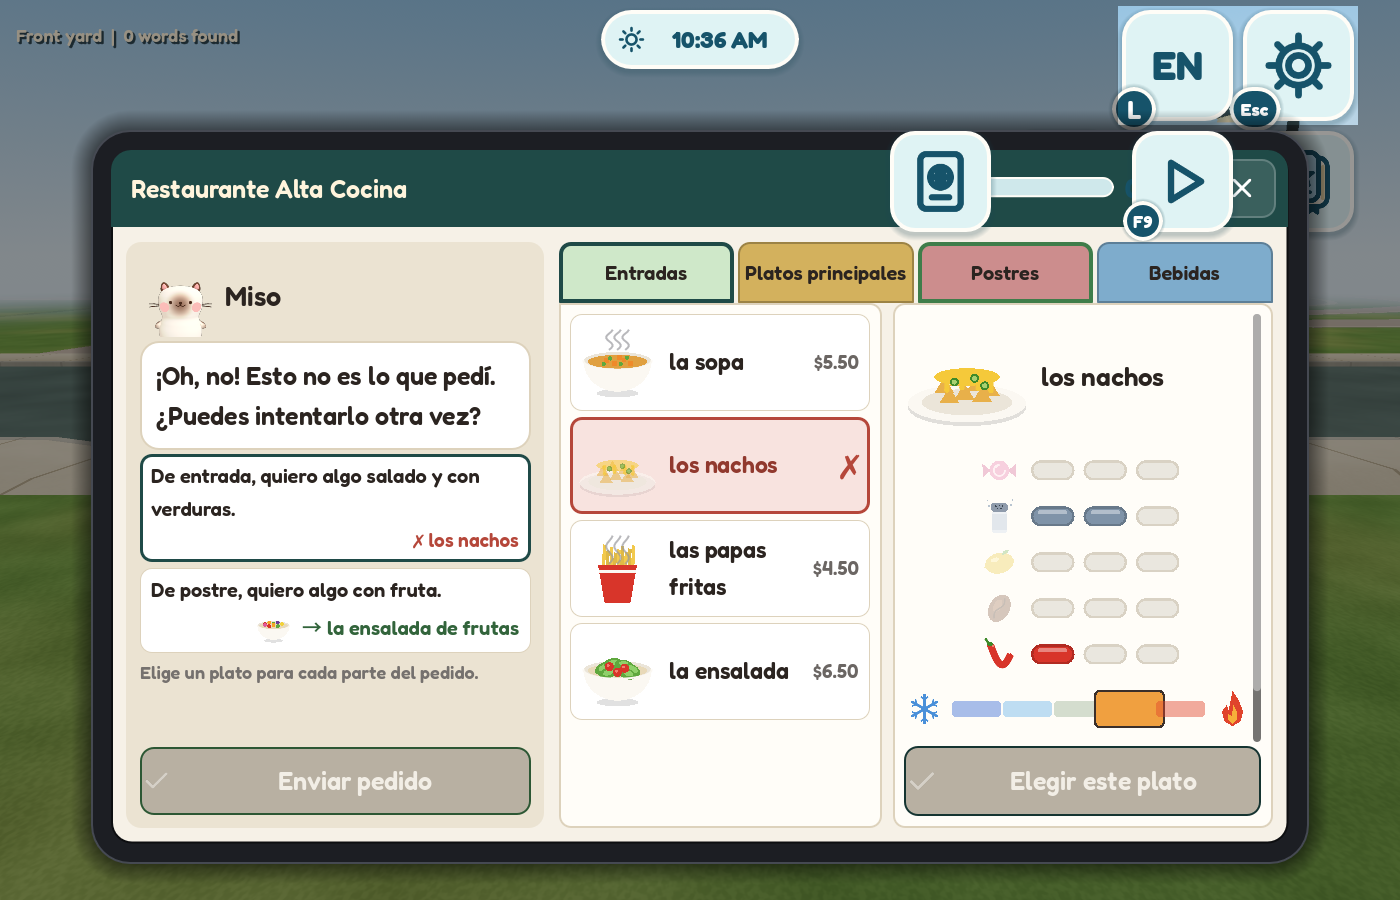 Front yard | 0 words found
10:36 AM
EN
L
Esc
Restaurante Alta Cocina
F9
Miso
¡Oh, no! Esto no es lo que pedí.
¿Puedes intentarlo otra vez?
De entrada, quiero algo salado y con
verduras.
✗ los nachos
De postre, quiero algo con fruta.
→ la ensalada de frutas
Elige un plato para cada parte del pedido.
Enviar pedido
Entradas
Platos principales
Postres
Bebidas
la sopa
$5.50
los nachos
✗
las papas
fritas
$4.50
la ensalada
$6.50
los nachos
Elegir este plato